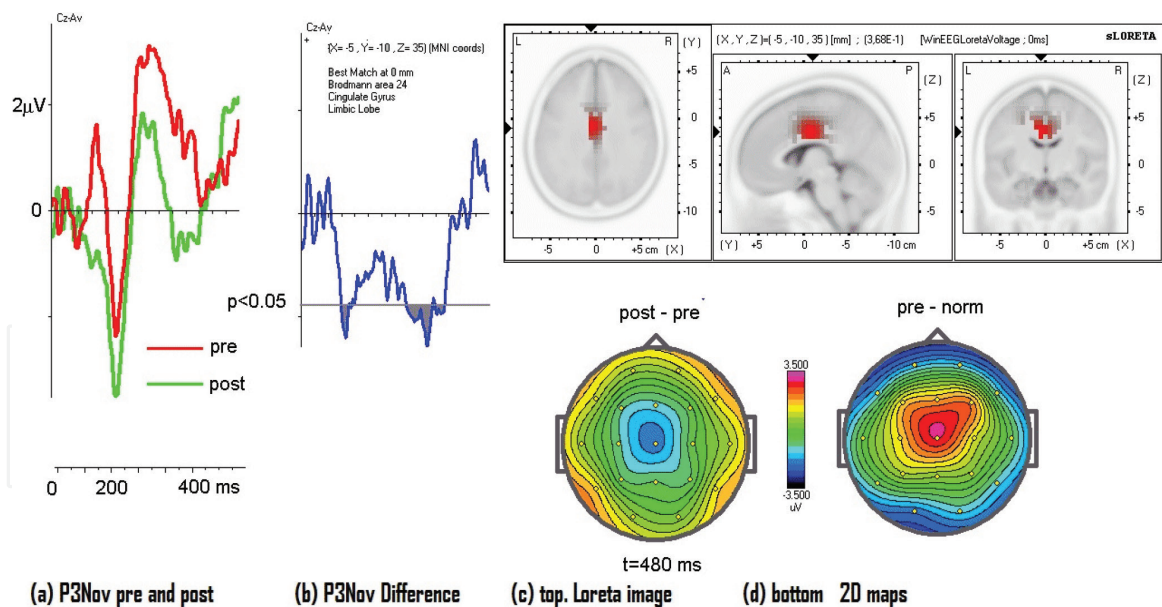 Cz-Av
2µV
0
pre
post
0 200 400 ms
(a) P3Nov pre and post
Cz-Av
+
(X= -5 , Y= -10 , Z= 35) (MNI coords)
Best Match at 0 mm
Brodmann area 24
Cingulate Gyrus
Limbic Lobe
p<0.05
(b) P3Nov Difference
L R (Y)
+5
0
-5
-10
-5 0 +5 cm (X)
(X, Y, Z)=(-5, -10, 35) [mm] ; (3,68E-1) [WinEEGLoretaVoltage ; 0ms] sLORETA
A P (Z)
+5
0
-5
(Y) +5 0 -5 -10 cm
L R (Z)
+5
0
-5
-5 0 +5 cm (X)
post - pre
pre - norm
3.500
-3.500
uV
t=480 ms
(c) top. Loreta image
(d) bottom 2D maps